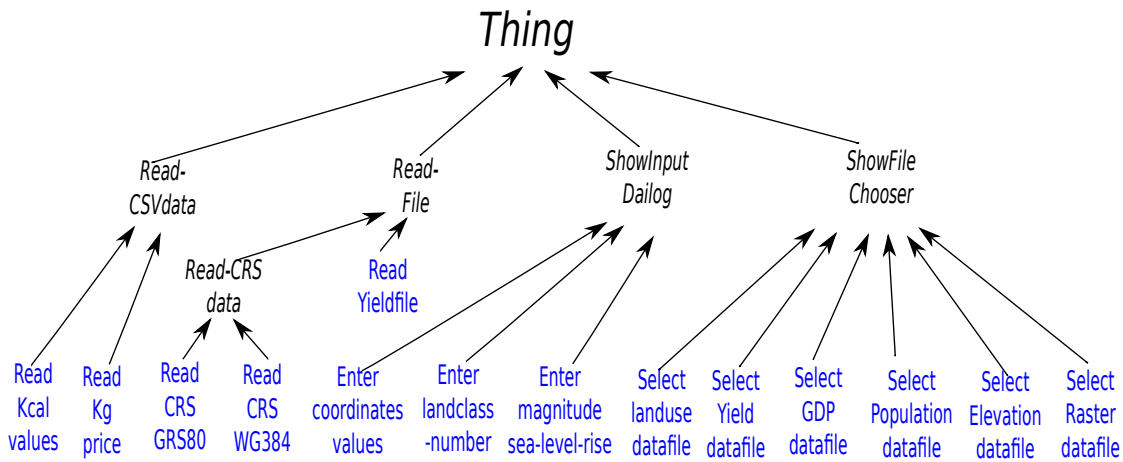 Thing
Read-
CSVdata
Read-
File
ShowInput
Dailog
ShowFile
Chooser
Read-CRS
data
Read
Yieldfile
Read
Kcal
values
Read
Kg
price
Read
CRS
GRS80
Read
CRS
WG384
Enter
coordinates
values
Enter
landclass
-number
Enter
magnitude
sea-level-rise
Select
landuse
datafile
Select
Yield
datafile
Select
GDP
datafile
Select
Population
datafile
Select
Elevation
datafile
Select
Raster
datafile